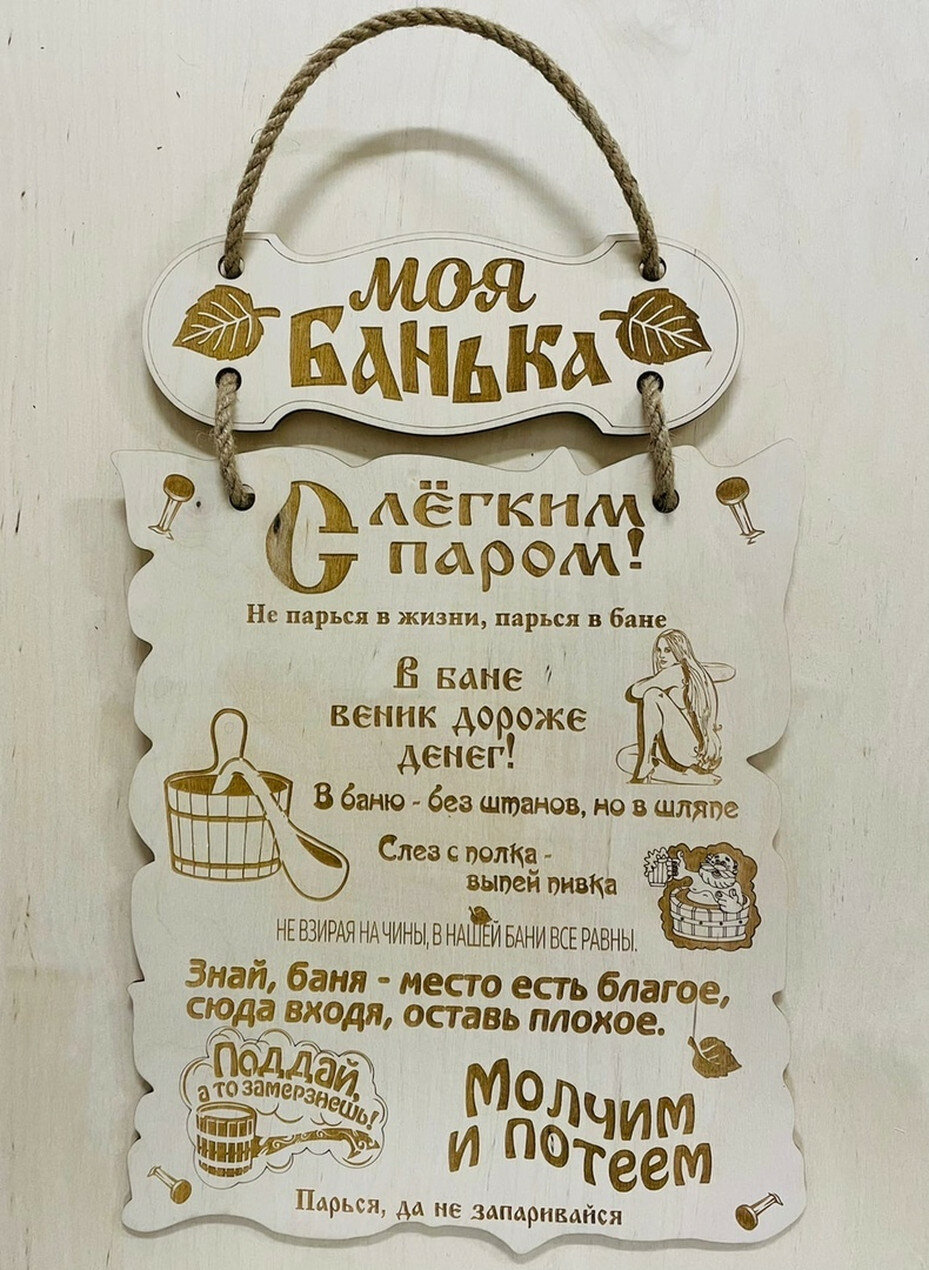 МОЯ
БАНЬКА
С ЛЁГКИМ
ПАРОМ!
Не парься в жизни, парься в бане
В БАНЕ
ВЕНИК ДОРОЖЕ
ДЕНЕГ!
В баню - без штанов, но в шляпе
Слез с полка -
выпей пивка
НЕ ВЗИРАЯ НА ЧИНЫ, В НАШЕЙ БАНИ ВСЕ РАВНЫ.
Знай, баня - место есть благое,
сюда входя, оставь плохое.
Поддай,
а то замерзнешь!
Молчим
и потеем
Парься, да не запаривайся